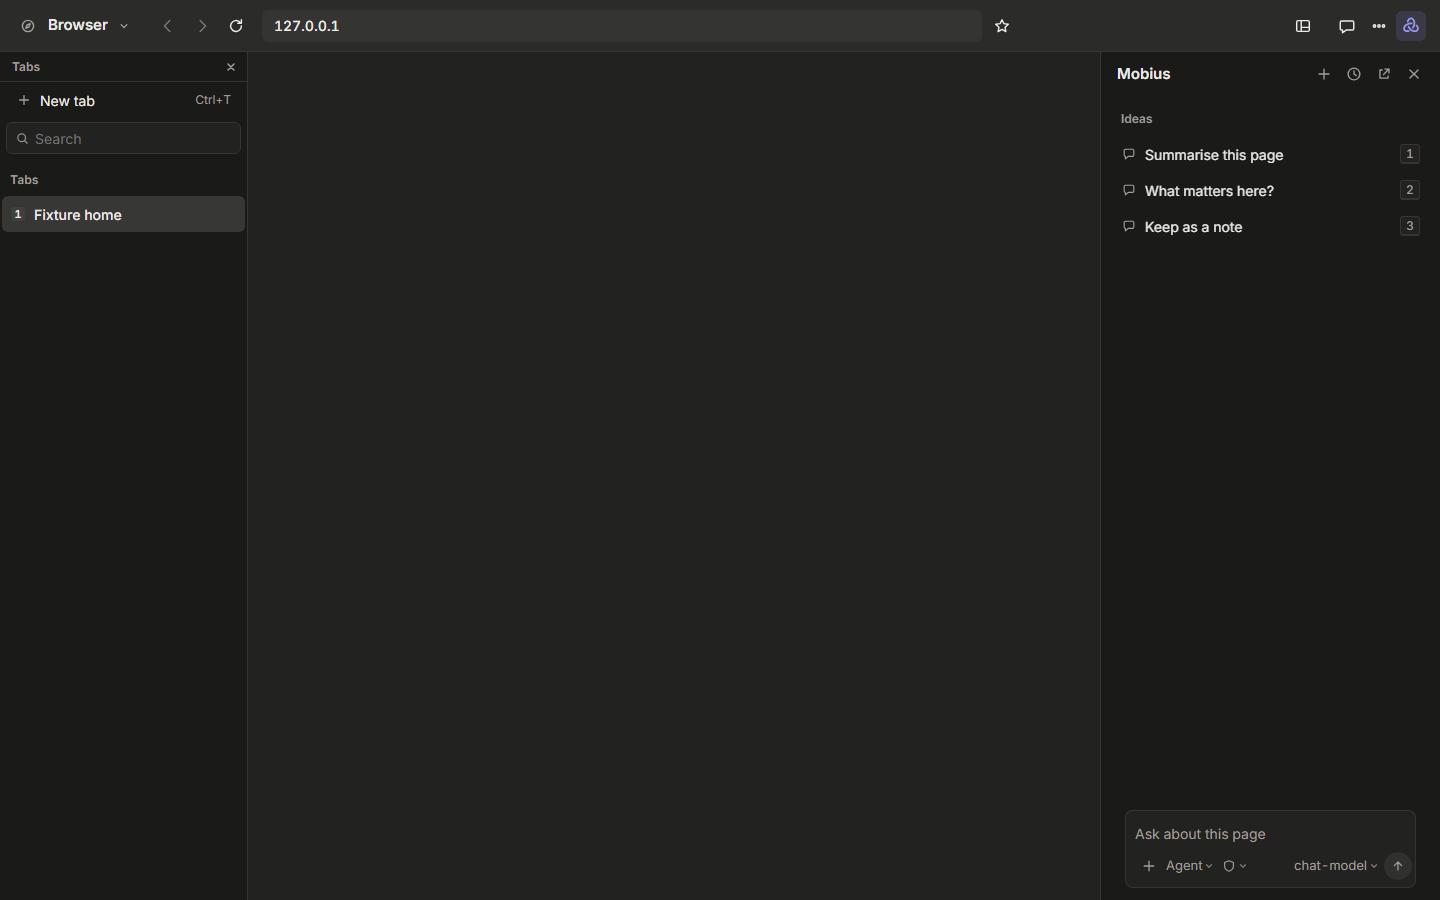 Browser
127.0.0.1
Tabs
New tab
Ctrl+T
Search
Tabs
1
Fixture home
Mobius
Ideas
Summarise this page
1
What matters here?
2
Keep as a note
3
Ask about this page
Agent
chat-model